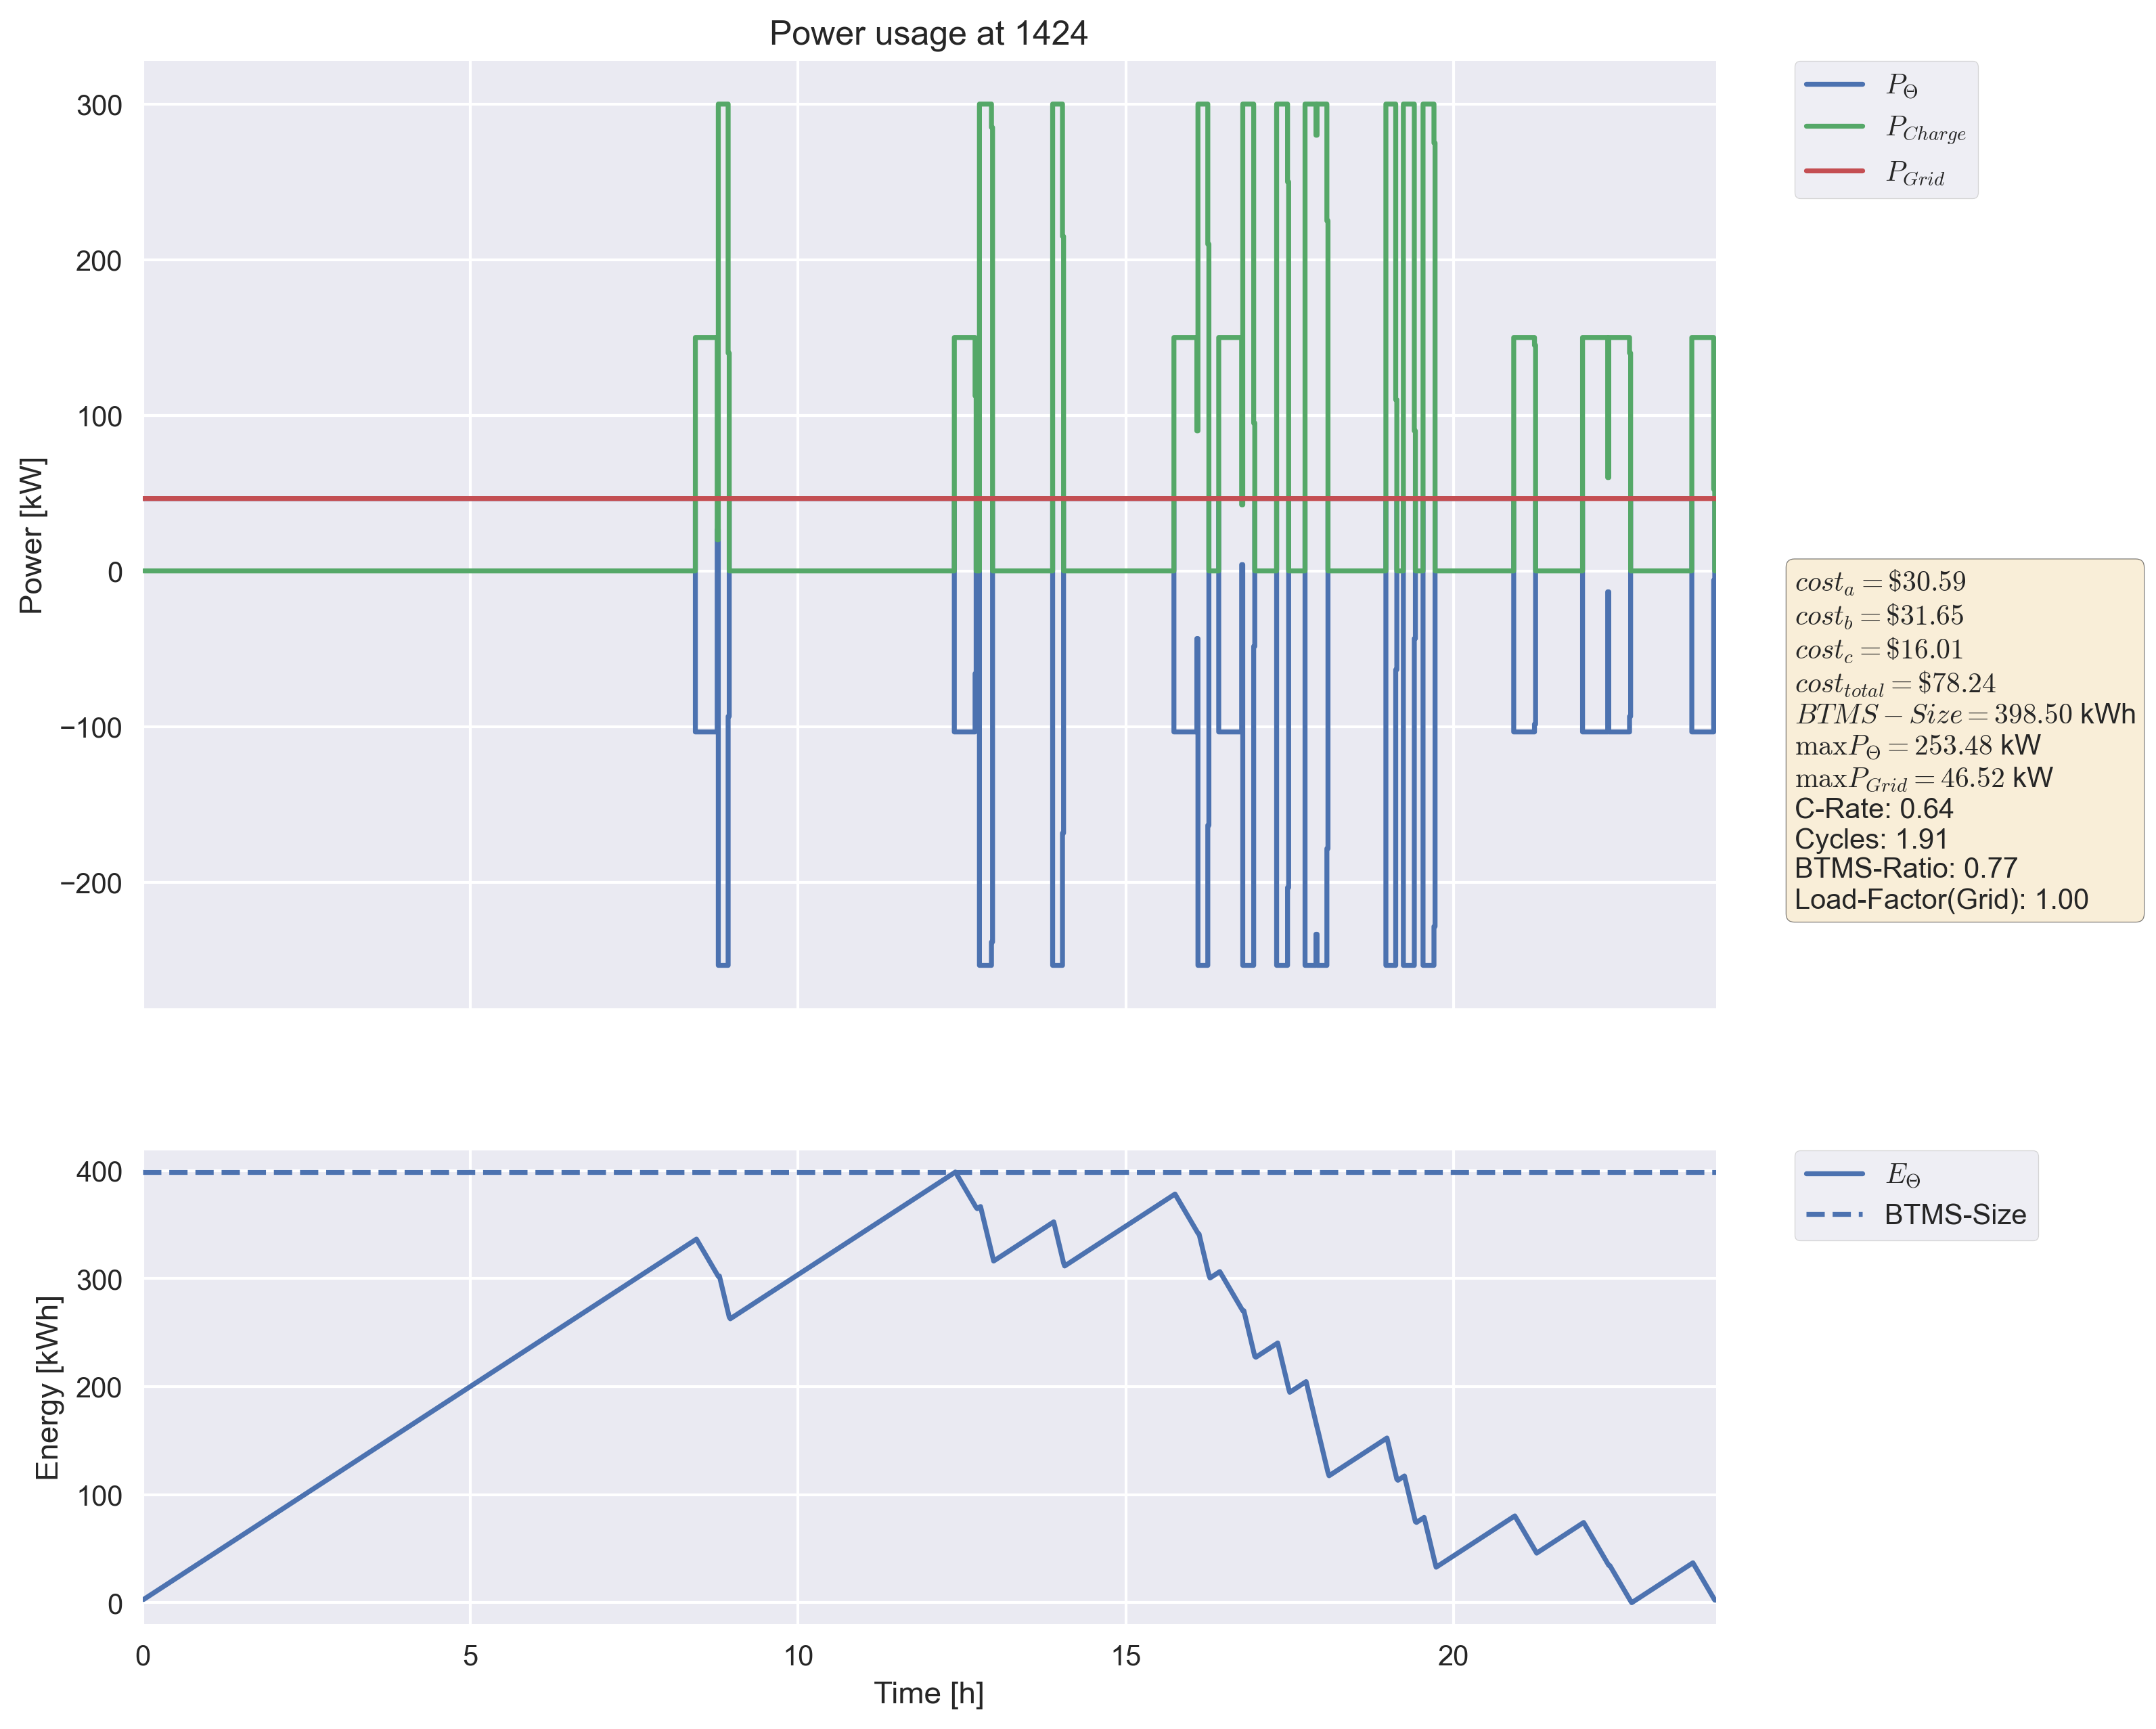 Power usage at 1424
300
200
100
0
−100
−200
Power [kW]
P_Θ
P_Charge
P_Grid
cost_a = $30.59
cost_b = $31.65
cost_c = $16.01
cost_total = $78.24
BTMS − Size = 398.50 kWh
max P_Θ = 253.48 kW
max P_Grid = 46.52 kW
C-Rate: 0.64
Cycles: 1.91
BTMS-Ratio: 0.77
Load-Factor(Grid): 1.00
400
300
200
100
0
Energy [kWh]
E_Θ
BTMS-Size
0 5 10 15 20
Time [h]